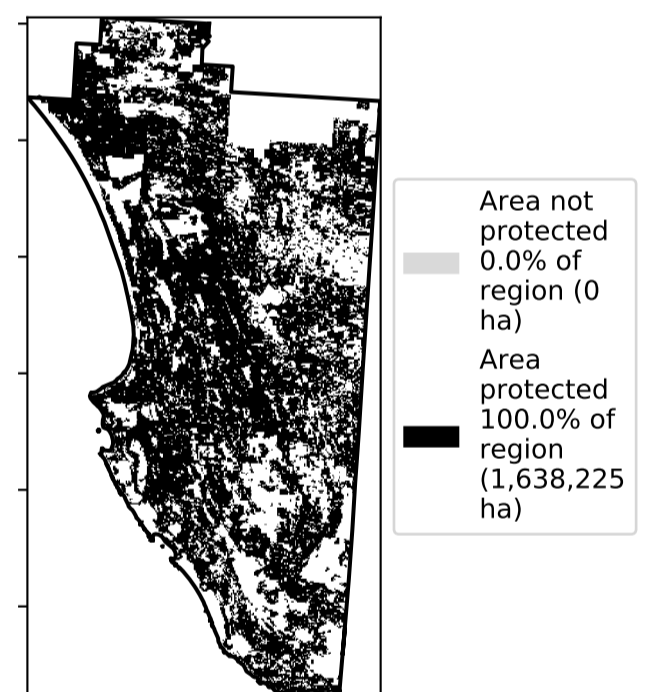 Area not
protected
0.0% of
region (0
ha)
Area
protected
100.0% of
region
(1,638,225
ha)